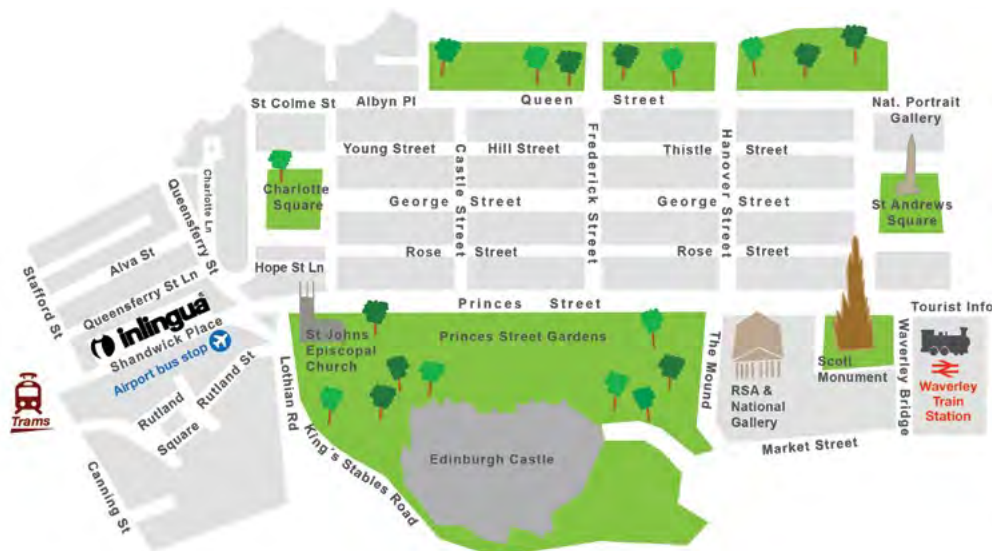 St Colme St
Albyn Pl
Queen Street
Nat. Portrait
Gallery
Young Street
Hill Street
Thistle Street
Castle Street
Frederick Street
Hanover Street
Charlotte
Square
Charlotte Ln
Queensferry St
George Street
George Street
St Andrews
Square
Rose Street
Rose Street
Alva St
Stafford St
Queensferry St Ln
Hope St Ln
Princes Street
inlingua®
Shandwick Place
Airport bus stop
St Johns
Episcopal
Church
Princes Street Gardens
The Mound
Scott
Monument
Waverley Bridge
Tourist Info
Waverley
Train
Station
RSA &
National
Gallery
Market Street
Rutland St
Rutland
Square
Lothian Rd
King's Stables Road
Edinburgh Castle
Trams
Canning St